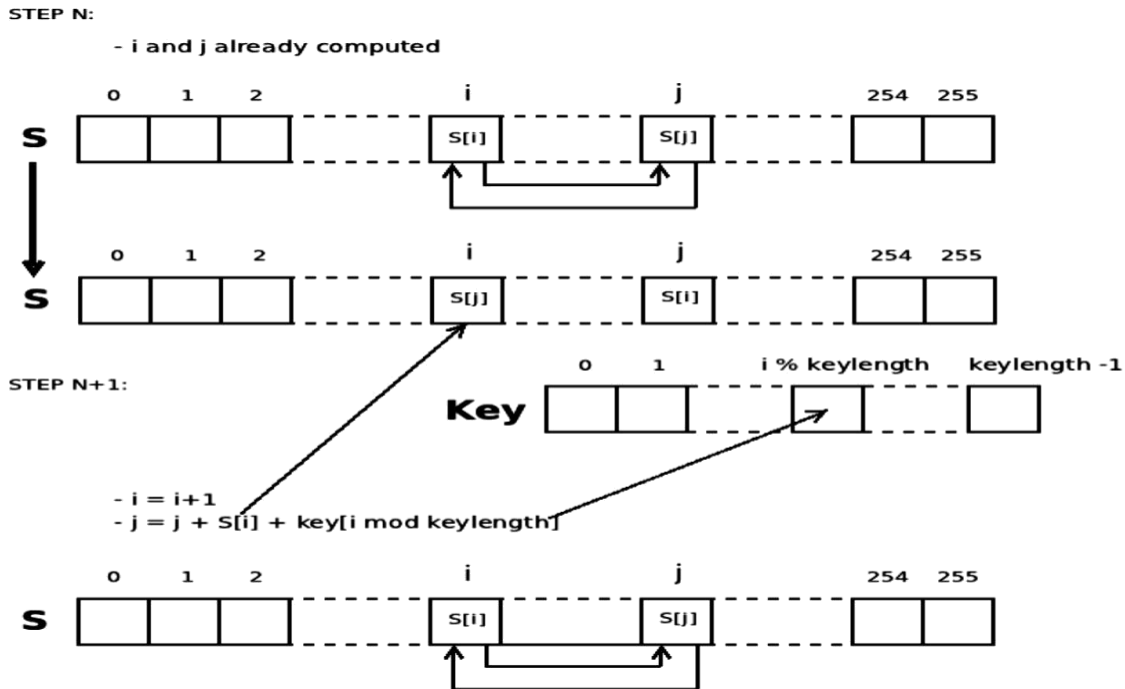 STEP N:
- i and j already computed
0 1 2 i j 254 255
S S[i] S[j]
0 1 2 i j 254 255
S S[j] S[i]
STEP N+1:
0 1 i % keylength keylength -1
Key
- i = i+1
- j = j + S[i] + key[i mod keylength]
0 1 2 i j 254 255
S S[i] S[j]